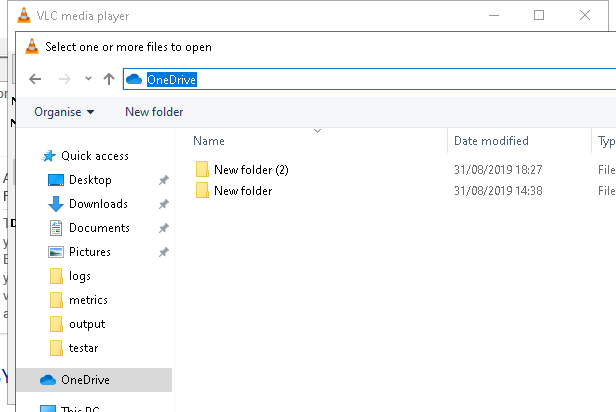 VLC media player
Select one or more files to open
OneDrive
Organise New folder
Name Date modified Typ
New folder (2) 31/08/2019 18:27 File
New folder 31/08/2019 14:38 File
Quick access
Desktop
Downloads
Documents
Pictures
logs
metrics
output
testar
OneDrive
This PC